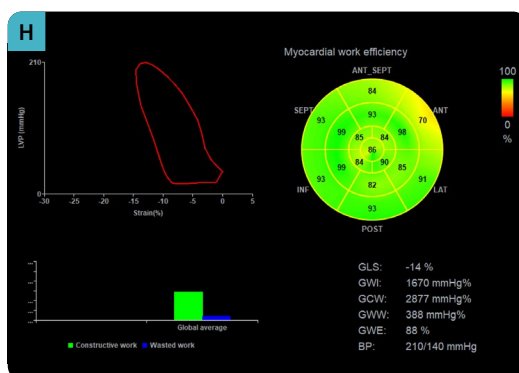 H
Myocardial work efficiency
210
LVP (mmHg)
0
-30 -25 -20 -15 -10 -5 0 5
Strain(%)
ANT_SEPT
SEPT
ANT
INF
LAT
POST
84
93
70
93
99
85
84
98
86
99
84
90
85
93
82
91
93
100
0
%
...
...
...
...
...
...
Global average
Constructive work Wasted work
GLS: -14 %
GWI: 1670 mmHg%
GCW: 2877 mmHg%
GWW: 388 mmHg%
GWE: 88 %
BP: 210/140 mmHg